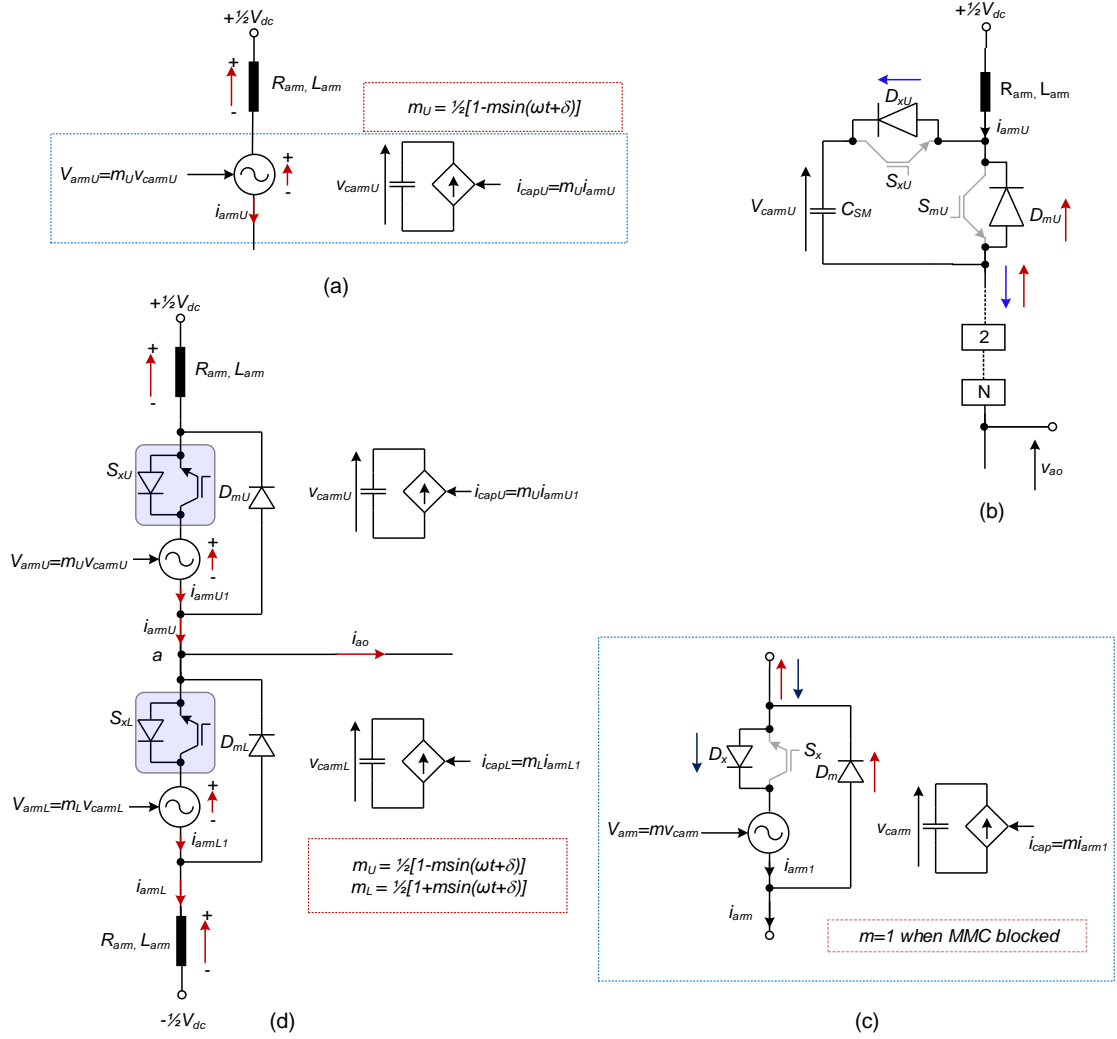 +½Vdc
+
-
Rarm, Larm
mU = ½[1-msin(ωt+δ)]
VarmU=mUvcarmU
+
-
iarmU
vcarmU
icapU=mUiarmU
(a)
+½Vdc
Rarm, Larm
iarmU
DxU
SxU
VcarmU
CSM
SmU
DmU
2
N
vao
(b)
+½Vdc
+
-
Rarm, Larm
SxU
DmU
VarmU=mUvcarmU
+
-
iarmU1
iarmU
vcarmU
icapU=mUiarmU1
a
iao
SxL
DmL
VarmL=mLvcarmL
+
-
iarmL1
iarmL
vcarmL
icapL=mLiarmL1
mU = ½[1-msin(ωt+δ)]
mL = ½[1+msin(ωt+δ)]
Rarm, Larm
+
-
-½Vdc
(d)
Dx
Sx
Dm
Varm=mvcarm
iarm1
iarm
vcarm
icap=miarm1
m=1 when MMC blocked
(c)